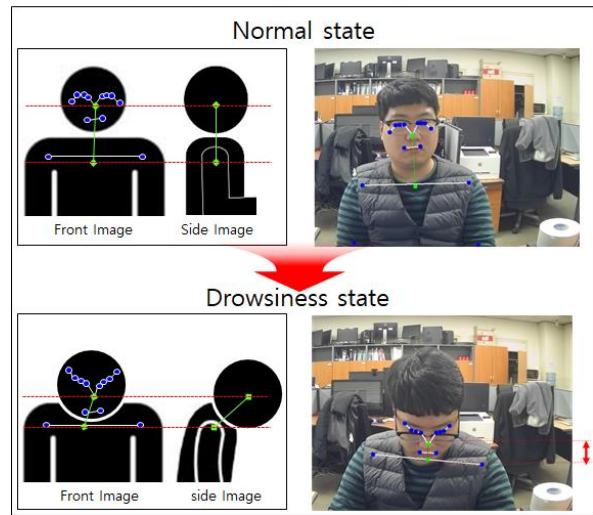 Normal state
Front Image
Side Image
Drowsiness state
Front Image
side Image